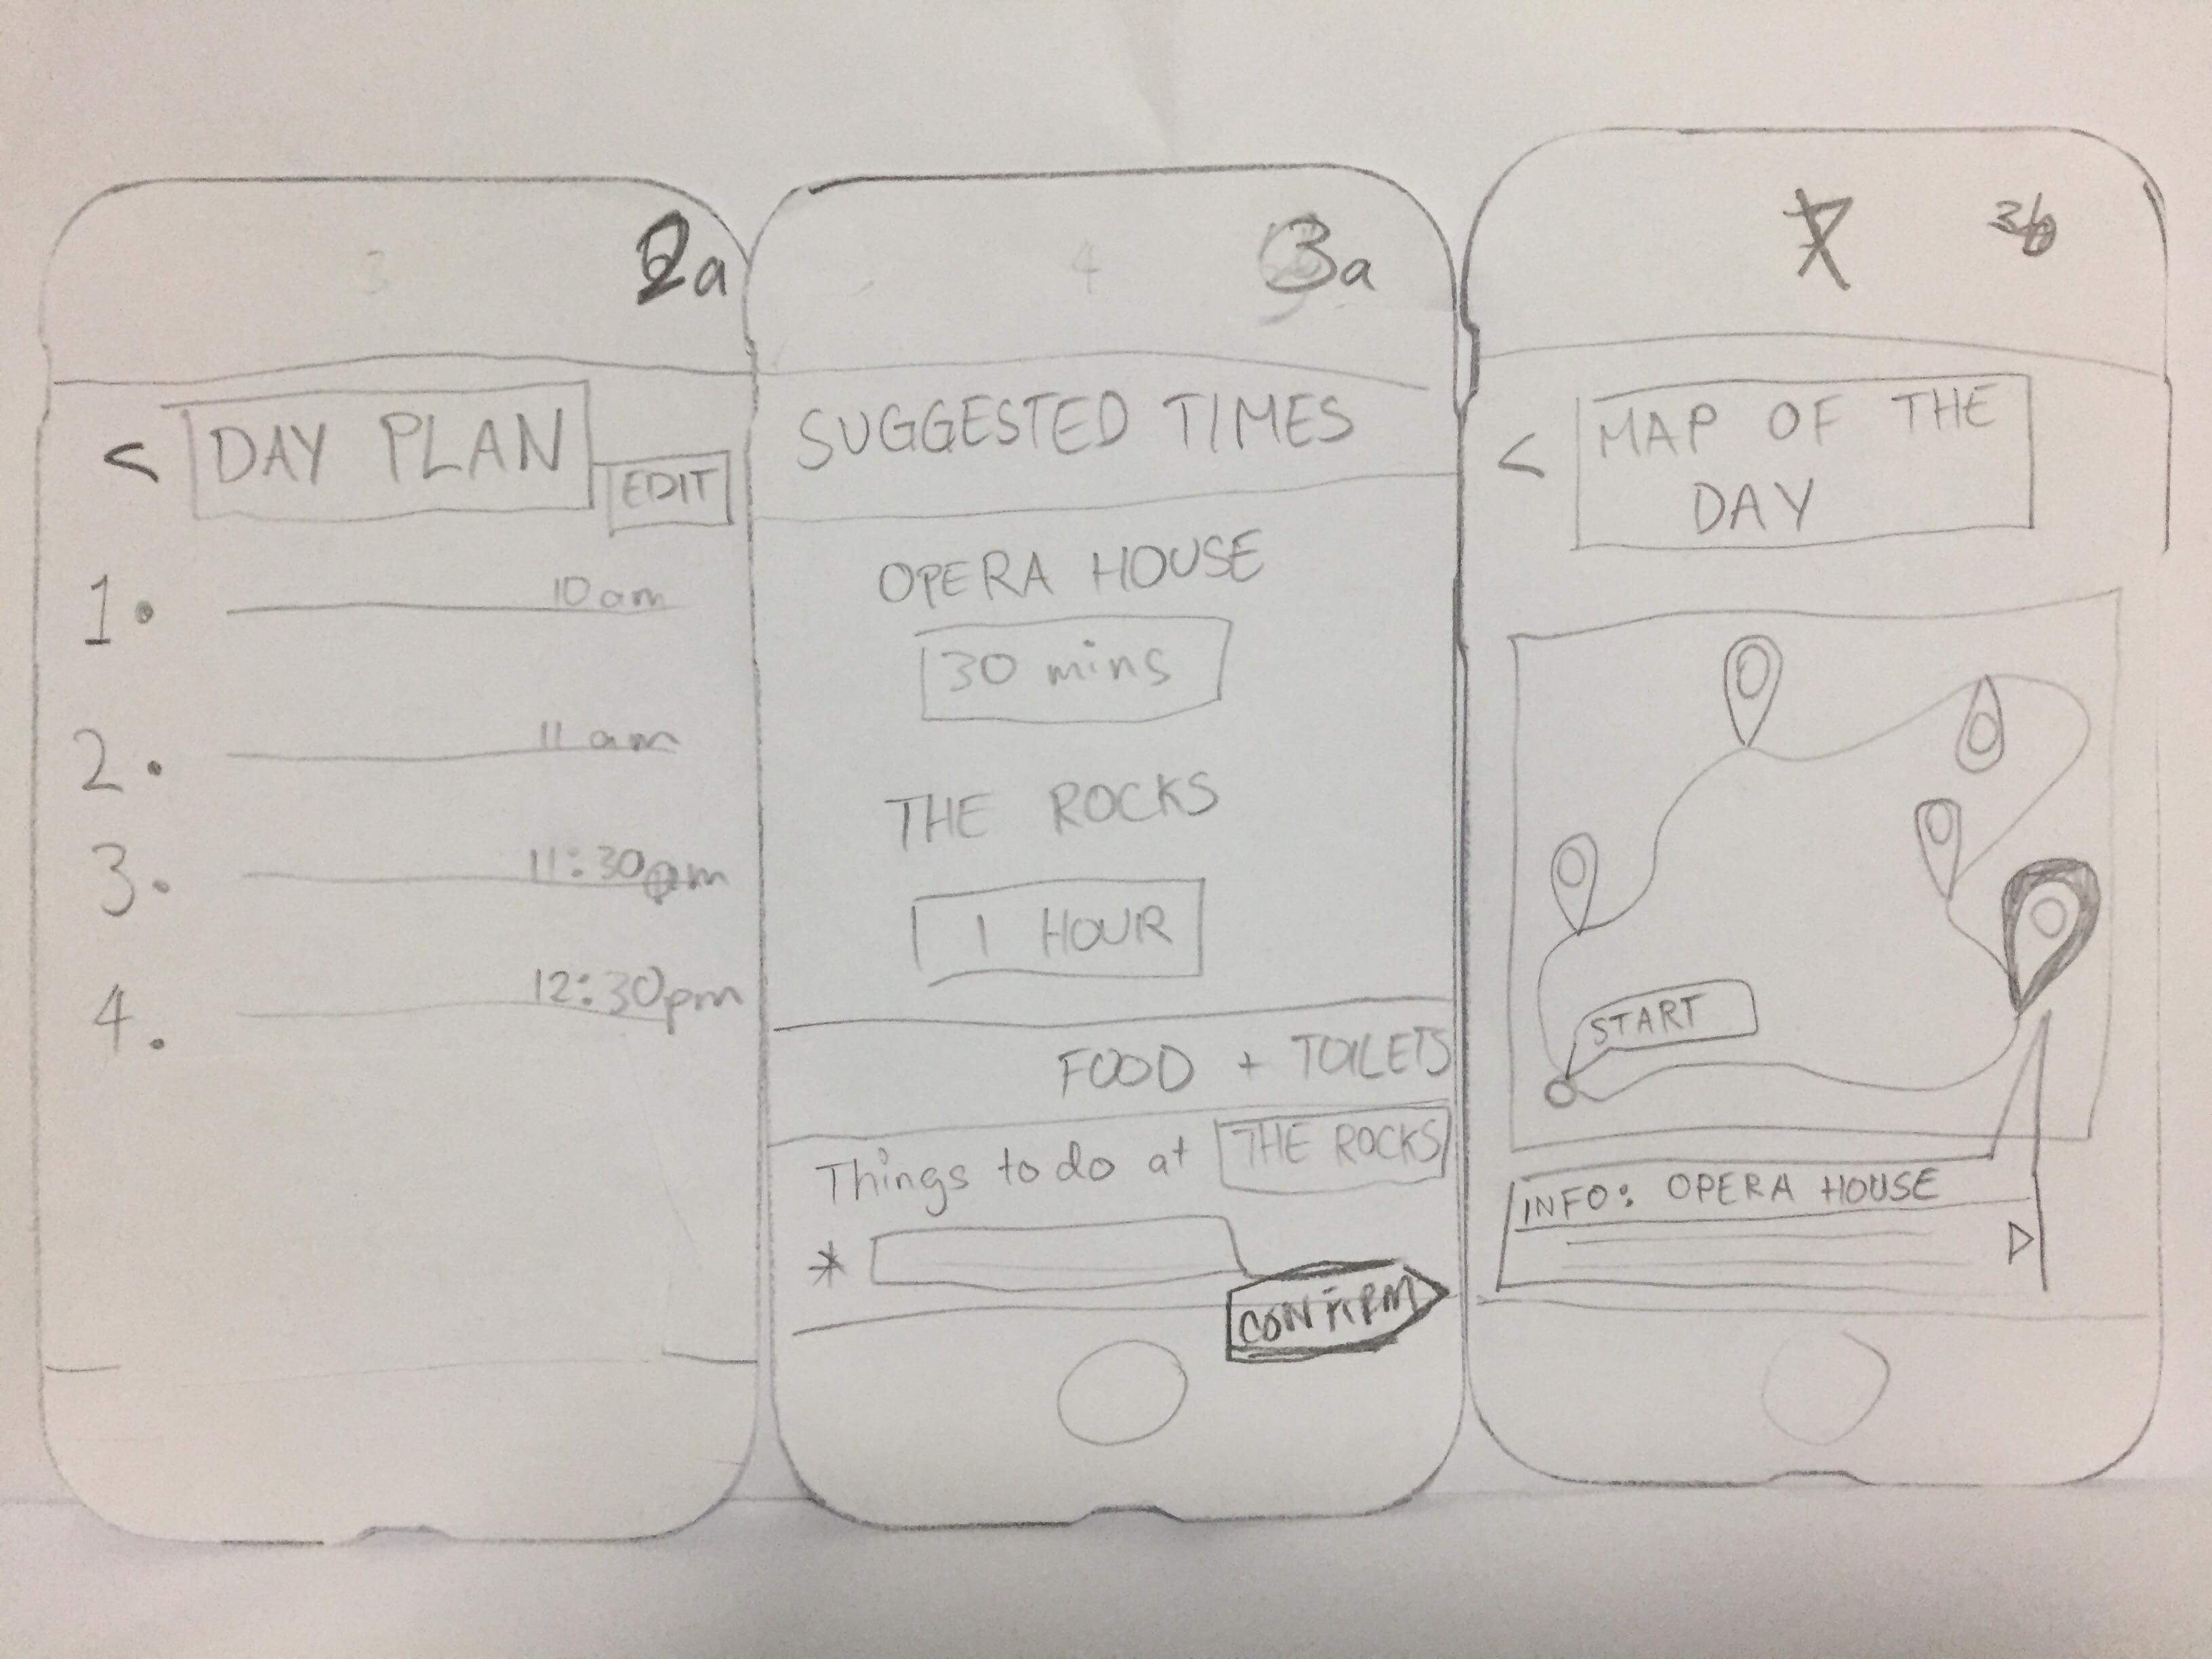 3
2a
< DAY PLAN
EDIT
1. 10am
2. 11am
3. 11:30am
4. 12:30pm
4
3a
SUGGESTED TIMES
OPERA HOUSE
30 mins
THE ROCKS
1 HOUR
FOOD + TOILETS
Things to do at THE ROCKS
*
CONFIRM
3b
< MAP OF THE
DAY
START
INFO: OPERA HOUSE